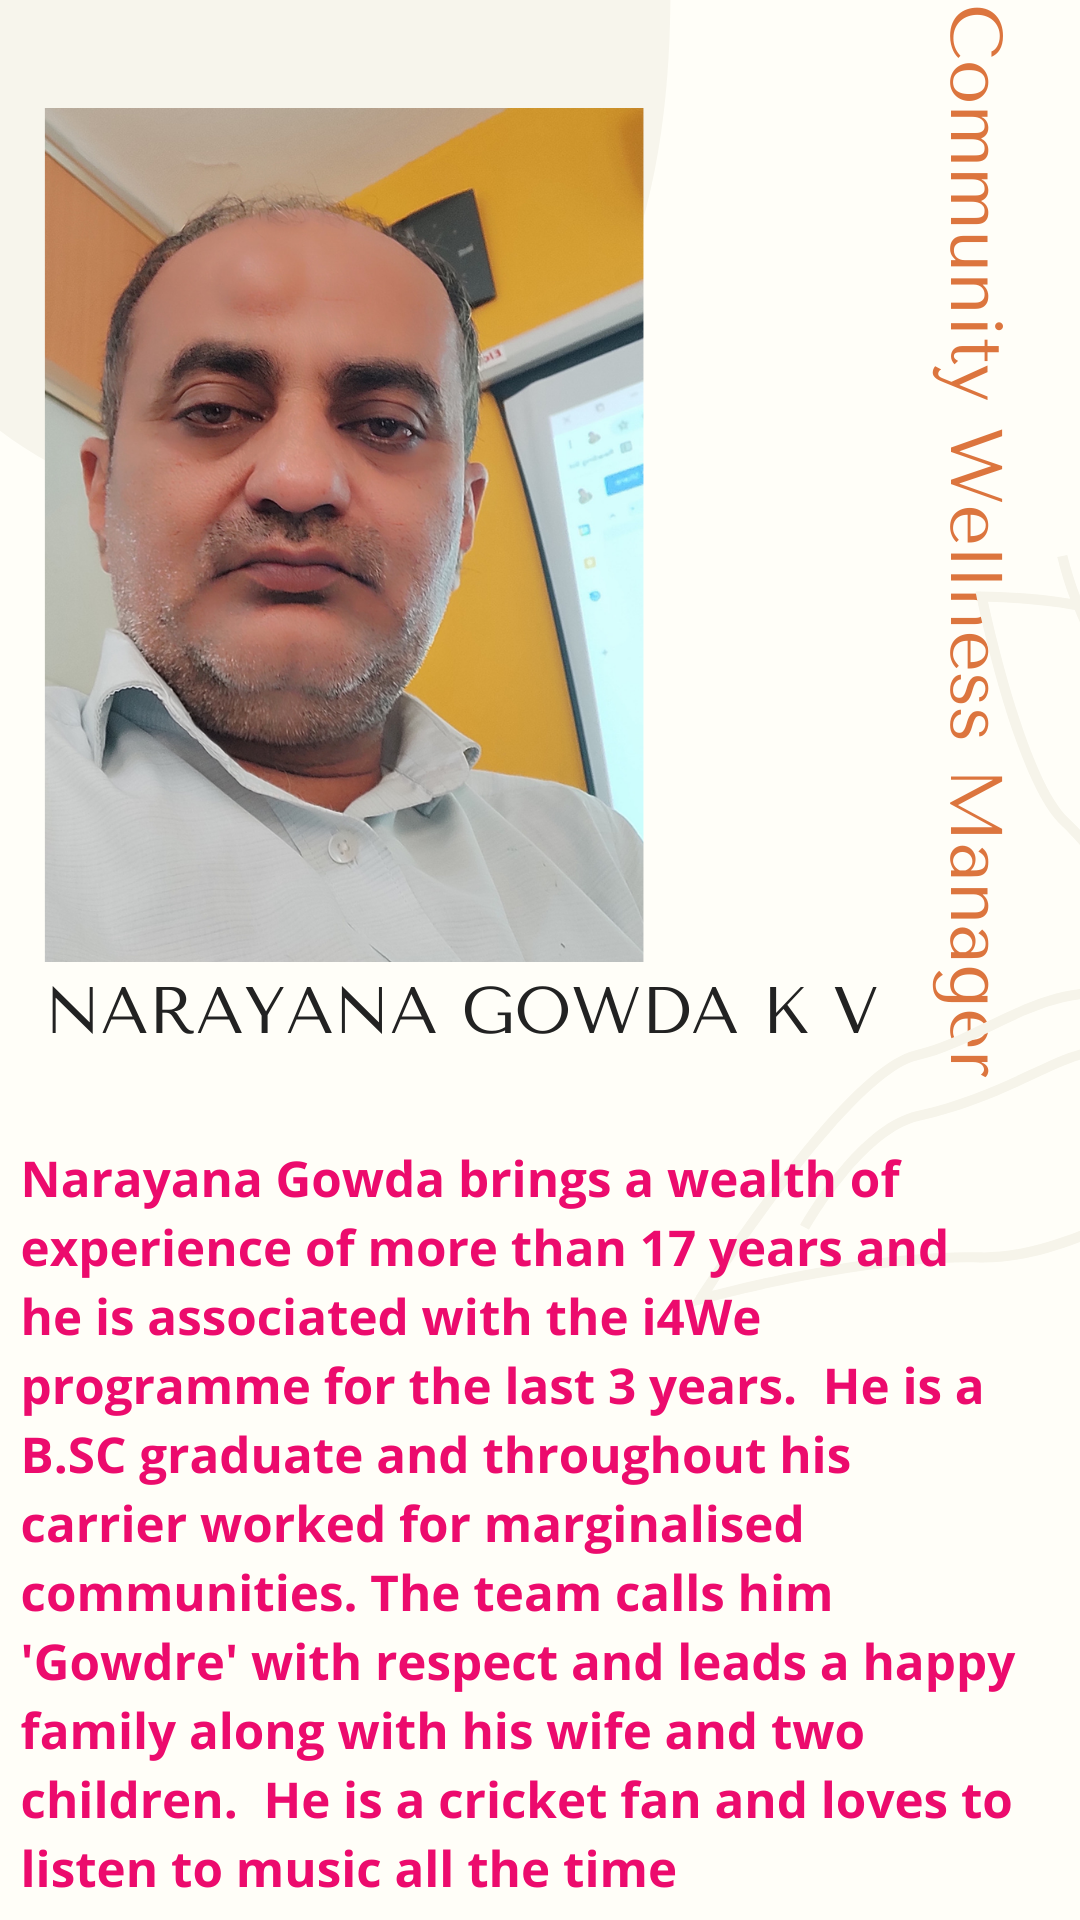 Community Wellness Manager
NARAYANA GOWDA K V
Narayana Gowda brings a wealth of
experience of more than 17 years and
he is associated with the i4We
programme for the last 3 years.  He is a
B.SC graduate and throughout his
carrier worked for marginalised
communities. The team calls him
'Gowdre' with respect and leads a happy
family along with his wife and two
children.  He is a cricket fan and loves to
listen to music all the time